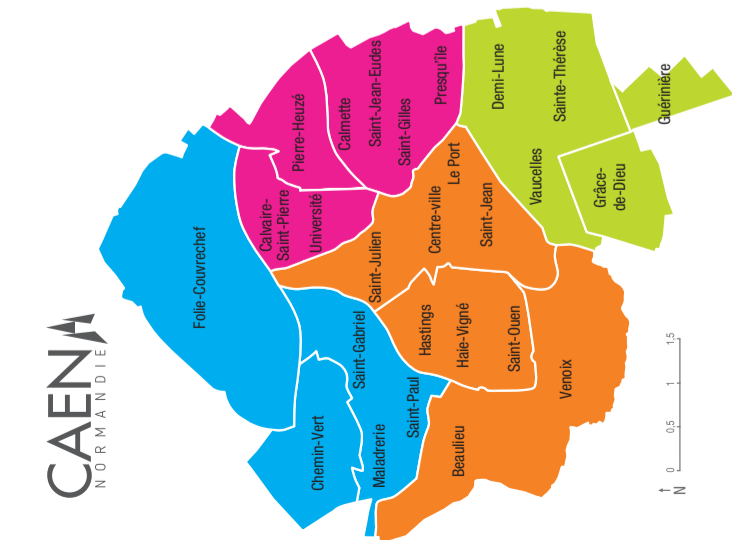 CAEN
NORMANDIE
Folie-Couvrechef
Chemin-Vert
Maladrerie
Saint-Paul
Saint-Gabriel
Calvaire-
Saint-Pierre
Université
Pierre-Heuzé
Calmette
Saint-Jean-Eudes
Saint-Gilles
Presqu'île
Saint-Julien
Centre-ville
Le Port
Saint-Jean
Hastings
Haie-Vigné
Saint-Ouen
Beaulieu
Venoix
Demi-Lune
Sainte-Thérèse
Vaucelles
Grâce-
de-Dieu
Guérinière
N
0 0,5 1 1,5